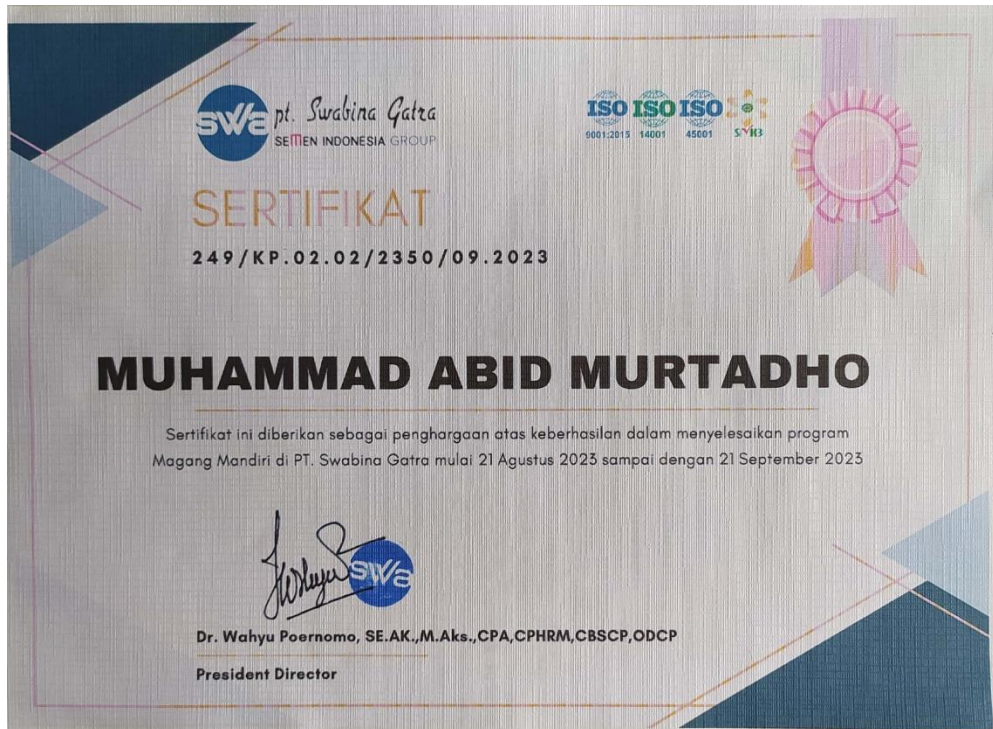 swa pt. Swabina Gatra
SEMEN INDONESIA GROUP
ISO ISO ISO
9001:2015 14001 45001 SMK3
SERTIFIKAT
249/KP.02.02/2350/09.2023
MUHAMMAD ABID MURTADHO
Sertifikat ini diberikan sebagai penghargaan atas keberhasilan dalam menyelesaikan program
Magang Mandiri di PT. Swabina Gatra mulai 21 Agustus 2023 sampai dengan 21 September 2023
swa
Dr. Wahyu Poernomo, SE.AK.,M.Aks.,CPA,CPHRM,CBSCP,ODCP
President Director